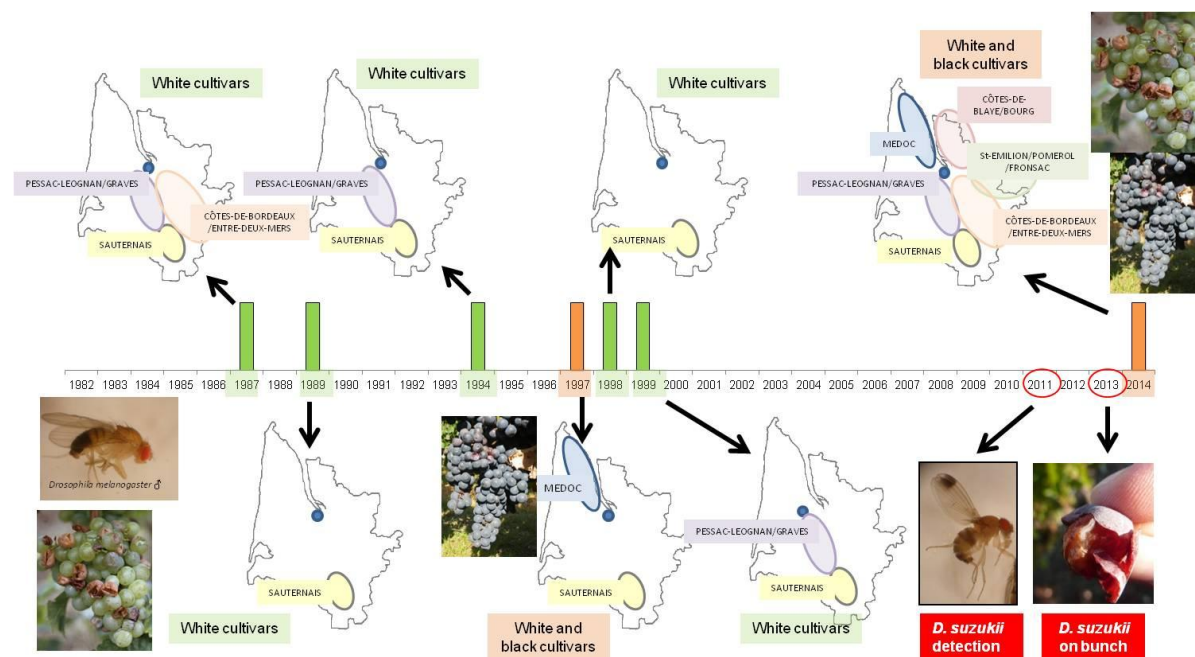 White cultivars
PESSAC-LEOGNAN/GRAVES
CÔTES-DE-BORDEAUX
/ENTRE-DEUX-MERS
SAUTERNAIS
White cultivars
PESSAC-LEOGNAN/GRAVES
SAUTERNAIS
White cultivars
SAUTERNAIS
White and
black cultivars
CÔTES-DE-
BLAYE/BOURG
MEDOC
St-EMILION/POMEROL
/FRONSAC
PESSAC-LEOGNAN/GRAVES
CÔTES-DE-BORDEAUX
/ENTRE-DEUX-MERS
SAUTERNAIS
1982 1983 1984 1985 1986 1987 1988 1989 1990 1991 1992 1993 1994 1995 1996 1997 1998 1999 2000 2001 2002 2003 2004 2005 2006 2007 2008 2009 2010 2011 2012 2013 2014
Drosophila melanogaster ♂
SAUTERNAIS
White cultivars
MEDOC
SAUTERNAIS
White and
black cultivars
PESSAC-LEOGNAN/GRAVES
SAUTERNAIS
White cultivars
D. suzukii
detection
D. suzukii
on bunch